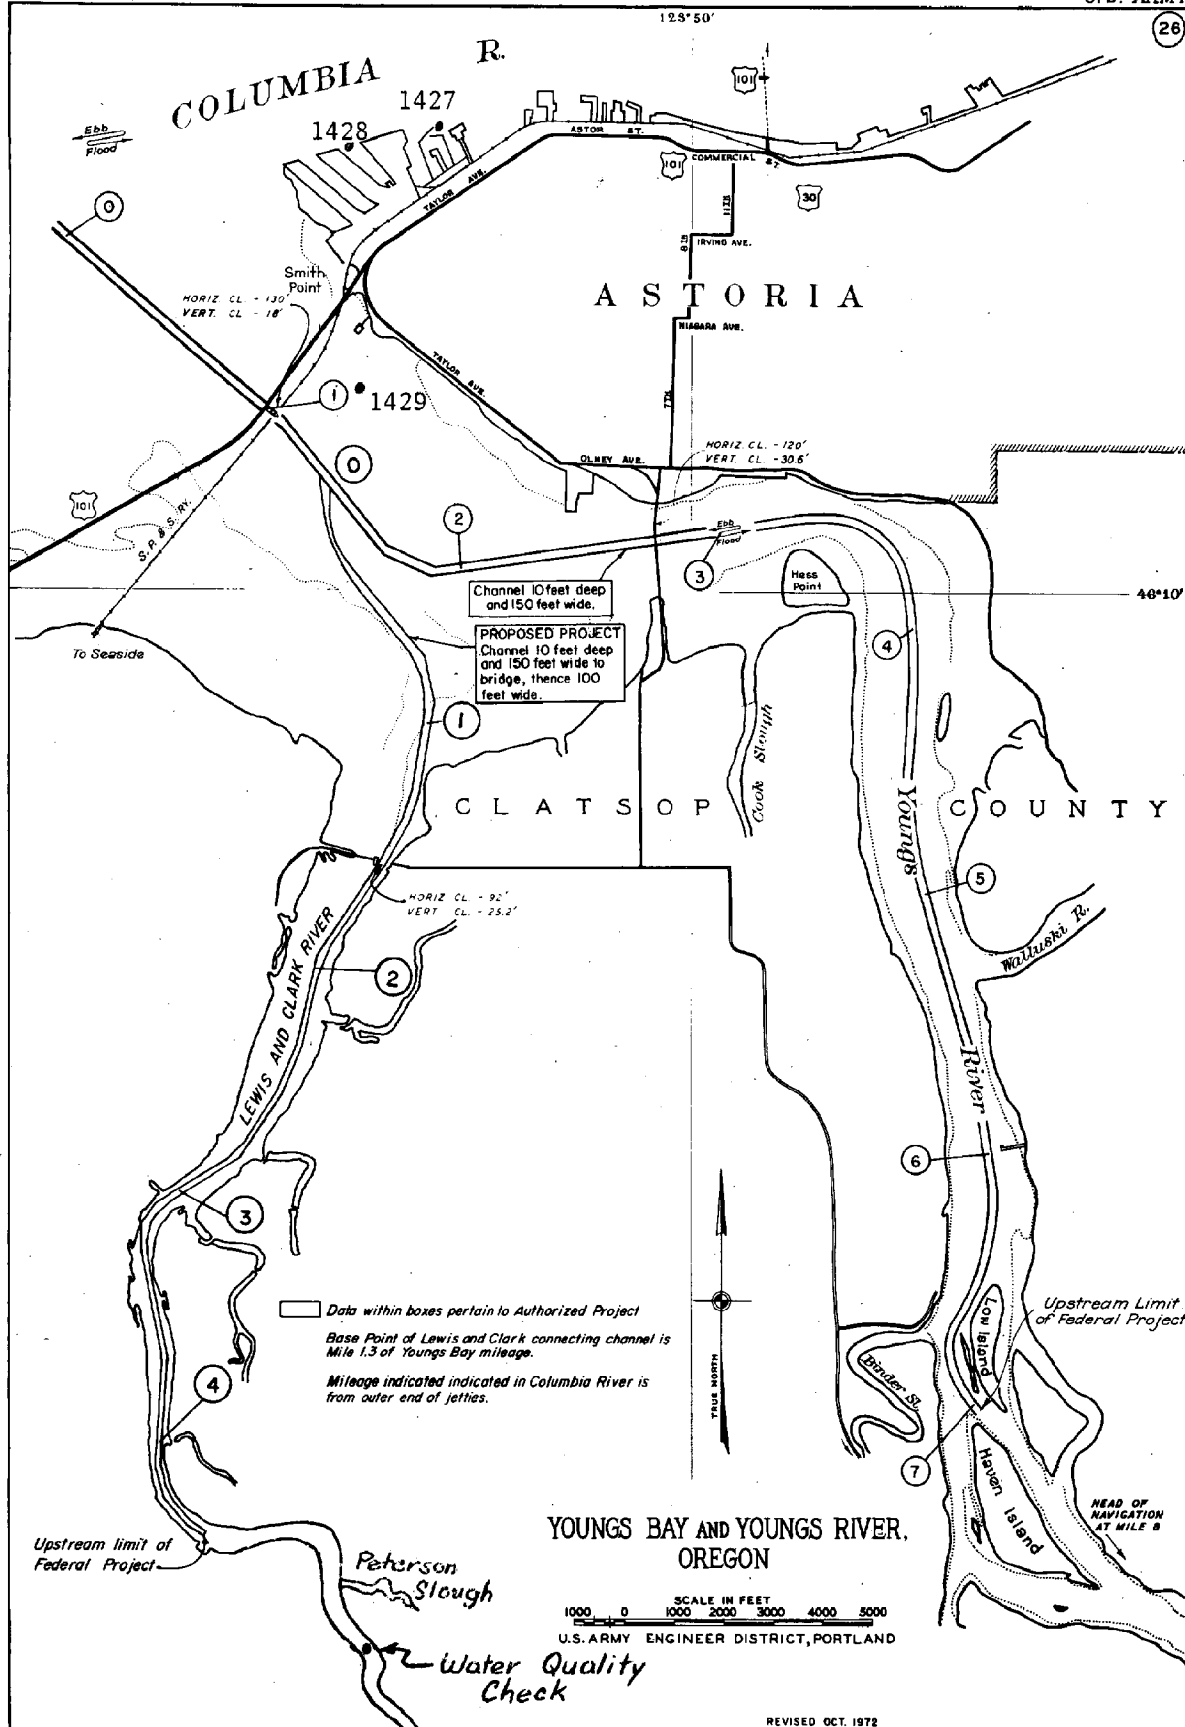 123°50'
26
COLUMBIA R.
Ebb
Flood
1427
1428
101
ASTOR ST.
101
COMMERCIAL ST.
30
TAYLOR AVE.
11TH
8TH
IRVING AVE.
0
Smith
Point
HORIZ. CL. - 130'
VERT. CL. - 18'
ASTORIA
NIAGARA AVE.
TAYLOR AVE.
1
1429
7TH
HORIZ. CL. - 120'
VERT. CL. - 30.5'
OLNEY AVE.
0
101
S.P. & S. RY.
2
Ebb
Flood
3
Hess
Point
46°10'
Channel 10 feet deep
and 150 feet wide.
PROPOSED PROJECT
Channel 10 feet deep
and 150 feet wide to
bridge, thence 100
feet wide.
To Seaside
4
1
Cook Slough
CLATSOP COUNTY
Youngs River
5
HORIZ. CL. - 92'
VERT. CL. - 25.2'
Walluski R.
LEWIS AND CLARK RIVER
2
6
3
Data within boxes pertain to Authorized Project
Base Point of Lewis and Clark connecting channel is
Mile 1.3 of Youngs Bay mileage.
Mileage indicated indicated in Columbia River is
from outer end of jetties.
TRUE NORTH
Low Island
Upstream Limit
of Federal Project
Binder Sl.
4
7
Haven Island
HEAD OF
NAVIGATION
AT MILE 8
Upstream limit of
Federal Project
Peterson
Slough
YOUNGS BAY AND YOUNGS RIVER,
OREGON
SCALE IN FEET
1000 0 1000 2000 3000 4000 5000
U.S. ARMY ENGINEER DISTRICT, PORTLAND
Water Quality
Check
REVISED OCT. 1972